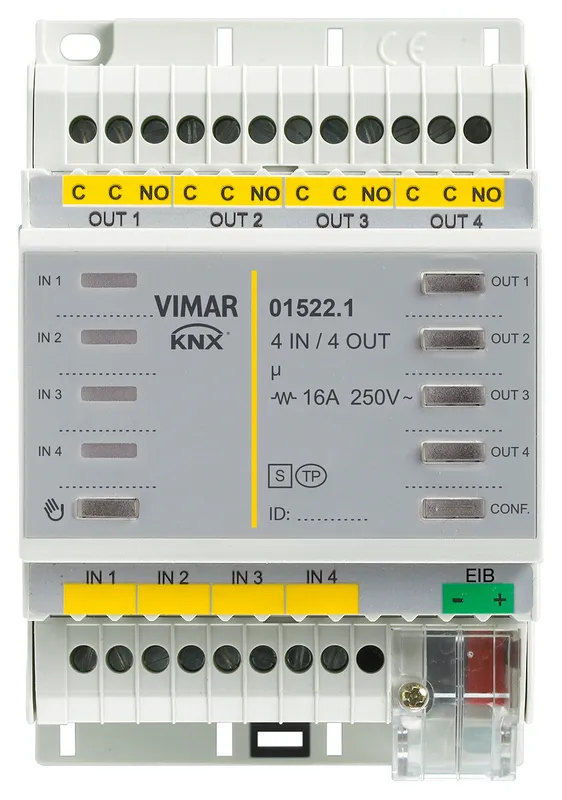 CE
C C NO C C NO C C NO C C NO
OUT 1 OUT 2 OUT 3 OUT 4
IN 1
IN 2
IN 3
IN 4
VIMAR
KNX
01522.1
4 IN / 4 OUT
μ
16A 250V~
S TP
ID: ............
OUT 1
OUT 2
OUT 3
OUT 4
CONF.
IN 1 IN 2 IN 3 IN 4 EIB
- +